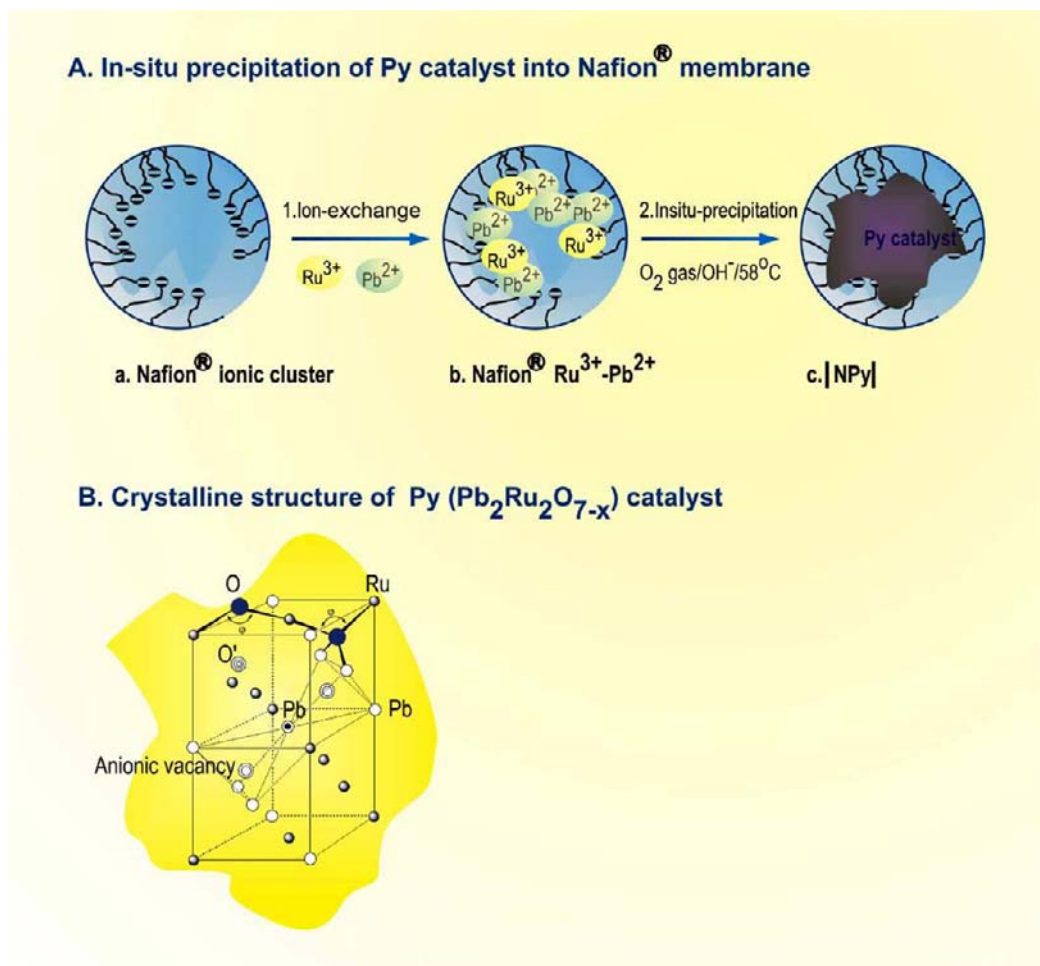 A. In-situ precipitation of Py catalyst into Nafion® membrane
1.Ion-exchange
Ru3+ Pb2+
Ru3+ 2+
Pb2+ Pb2+ Pb2+
Ru3+ Ru3+
Pb2+
2.Insitu-precipitation
O2 gas/OH-/58oC
Py catalyst
a. Nafion® ionic cluster
b. Nafion® Ru3+-Pb2+
c.|NPy|
B. Crystalline structure of Py (Pb2Ru2O7-x) catalyst
O Ru
φ φ
O'
Pb Pb
Anionic vacancy